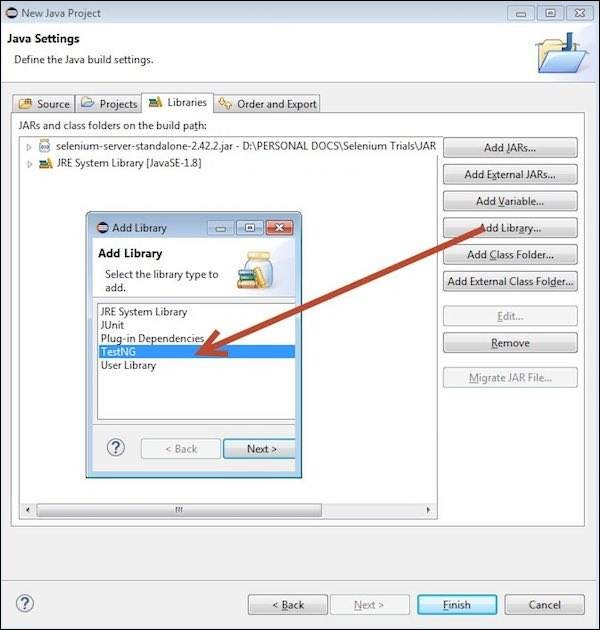 New Java Project
Java Settings
Define the Java build settings.
Source Projects Libraries Order and Export
JARs and class folders on the build path:
selenium-server-standalone-2.42.2.jar - D:\PERSONAL DOCS\Selenium Trials\JAR
JRE System Library [JavaSE-1.8]
Add JARs...
Add External JARs...
Add Variable...
Add Library...
Add Class Folder...
Add External Class Folder...
Edit...
Remove
Migrate JAR File...
Add Library
Add Library
Select the library type to
add.
JRE System Library
JUnit
Plug-in Dependencies
TestNG
User Library
? < Back Next >
? < Back Next > Finish Cancel